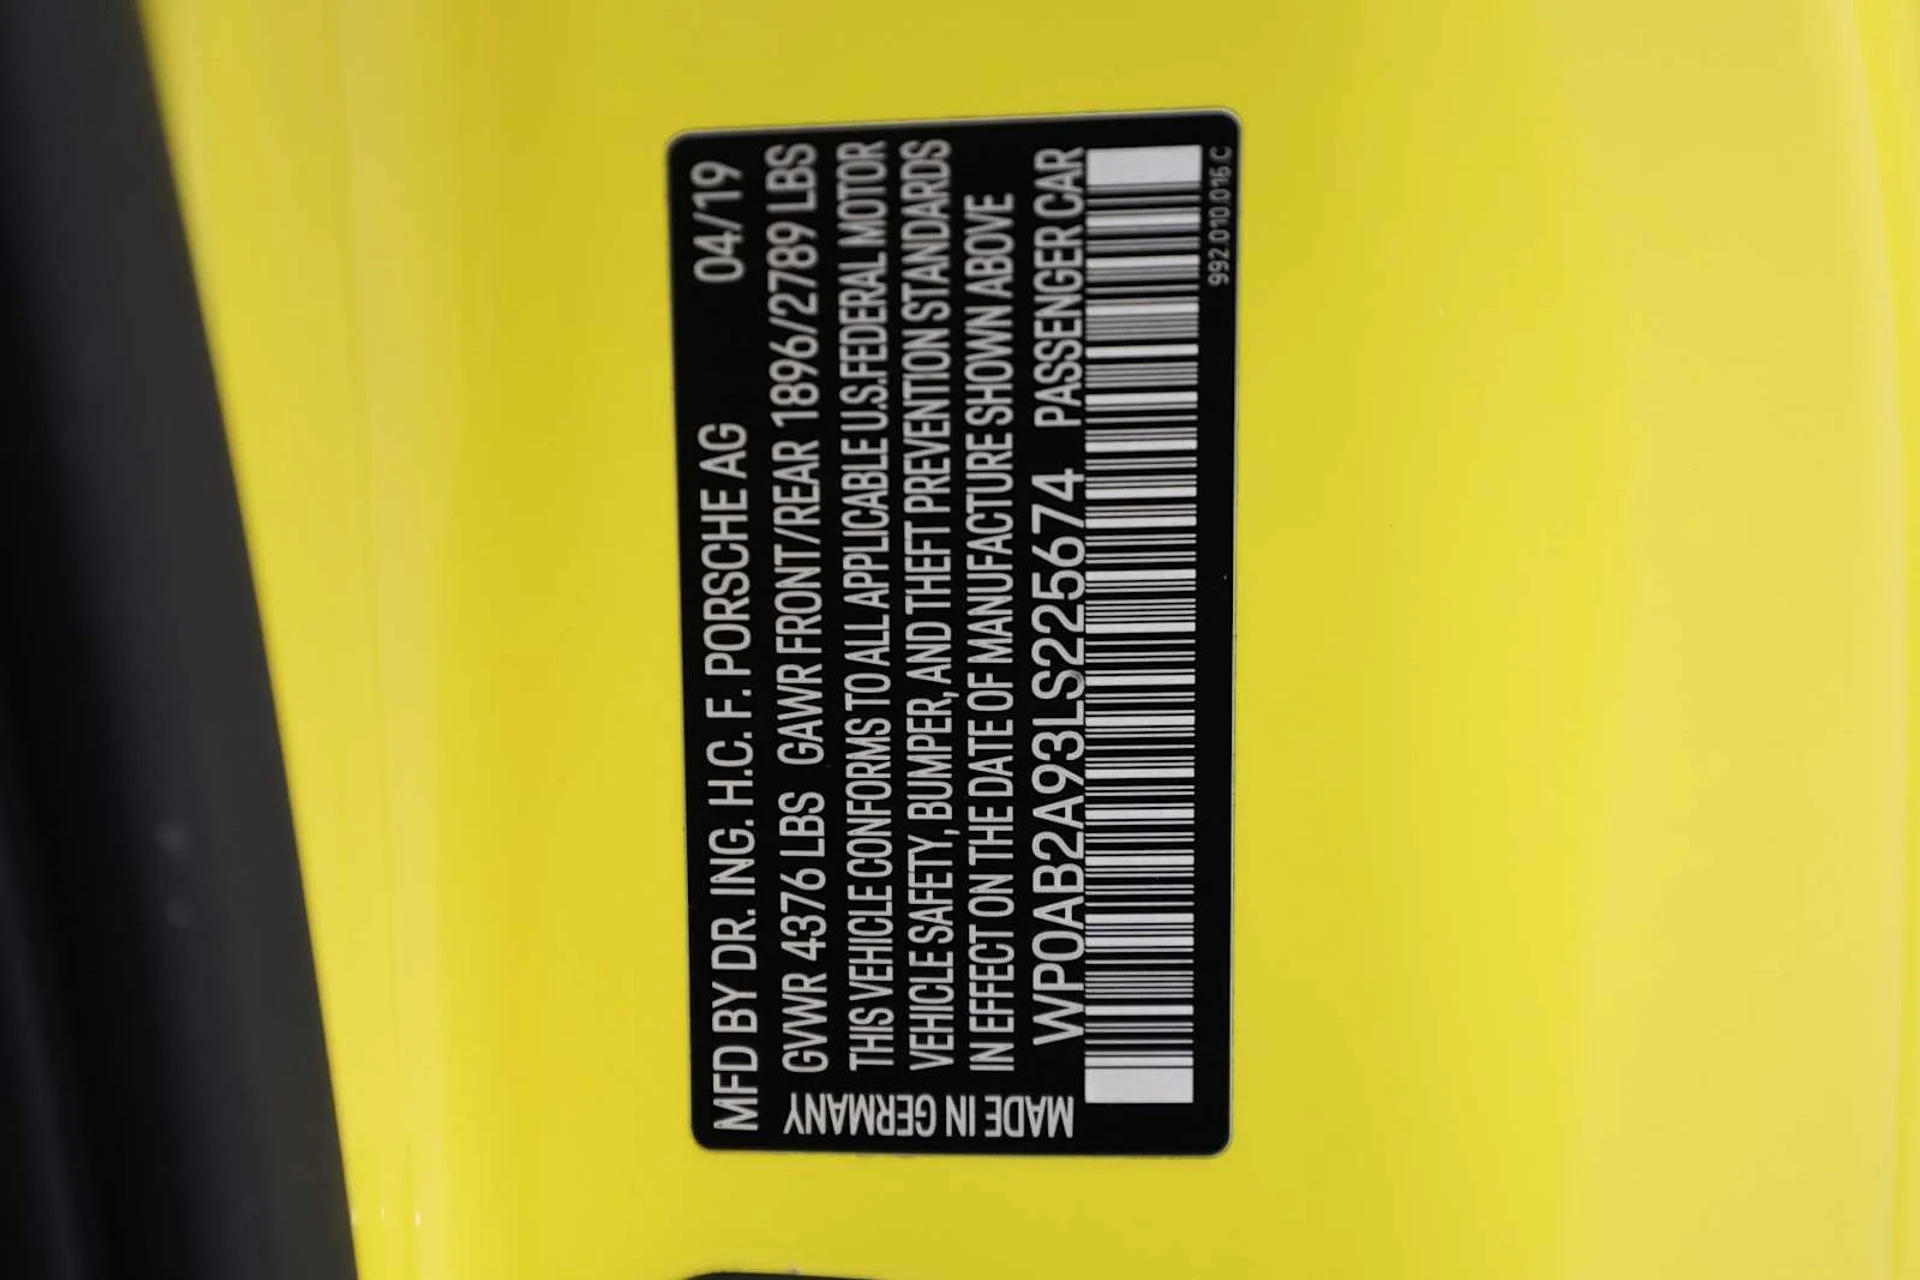 MFD BY DR. ING. H.C. F. PORSCHE AG 04/19
GVWR 4376 LBS GAWR FRONT/REAR 1896/2789 LBS
THIS VEHICLE CONFORMS TO ALL APPLICABLE U.S. FEDERAL MOTOR
VEHICLE SAFETY, BUMPER, AND THEFT PREVENTION STANDARDS
IN EFFECT ON THE DATE OF MANUFACTURE SHOWN ABOVE
WP0AB2A93LS225674 PASSENGER CAR
MADE IN GERMANY
992.010.016 C